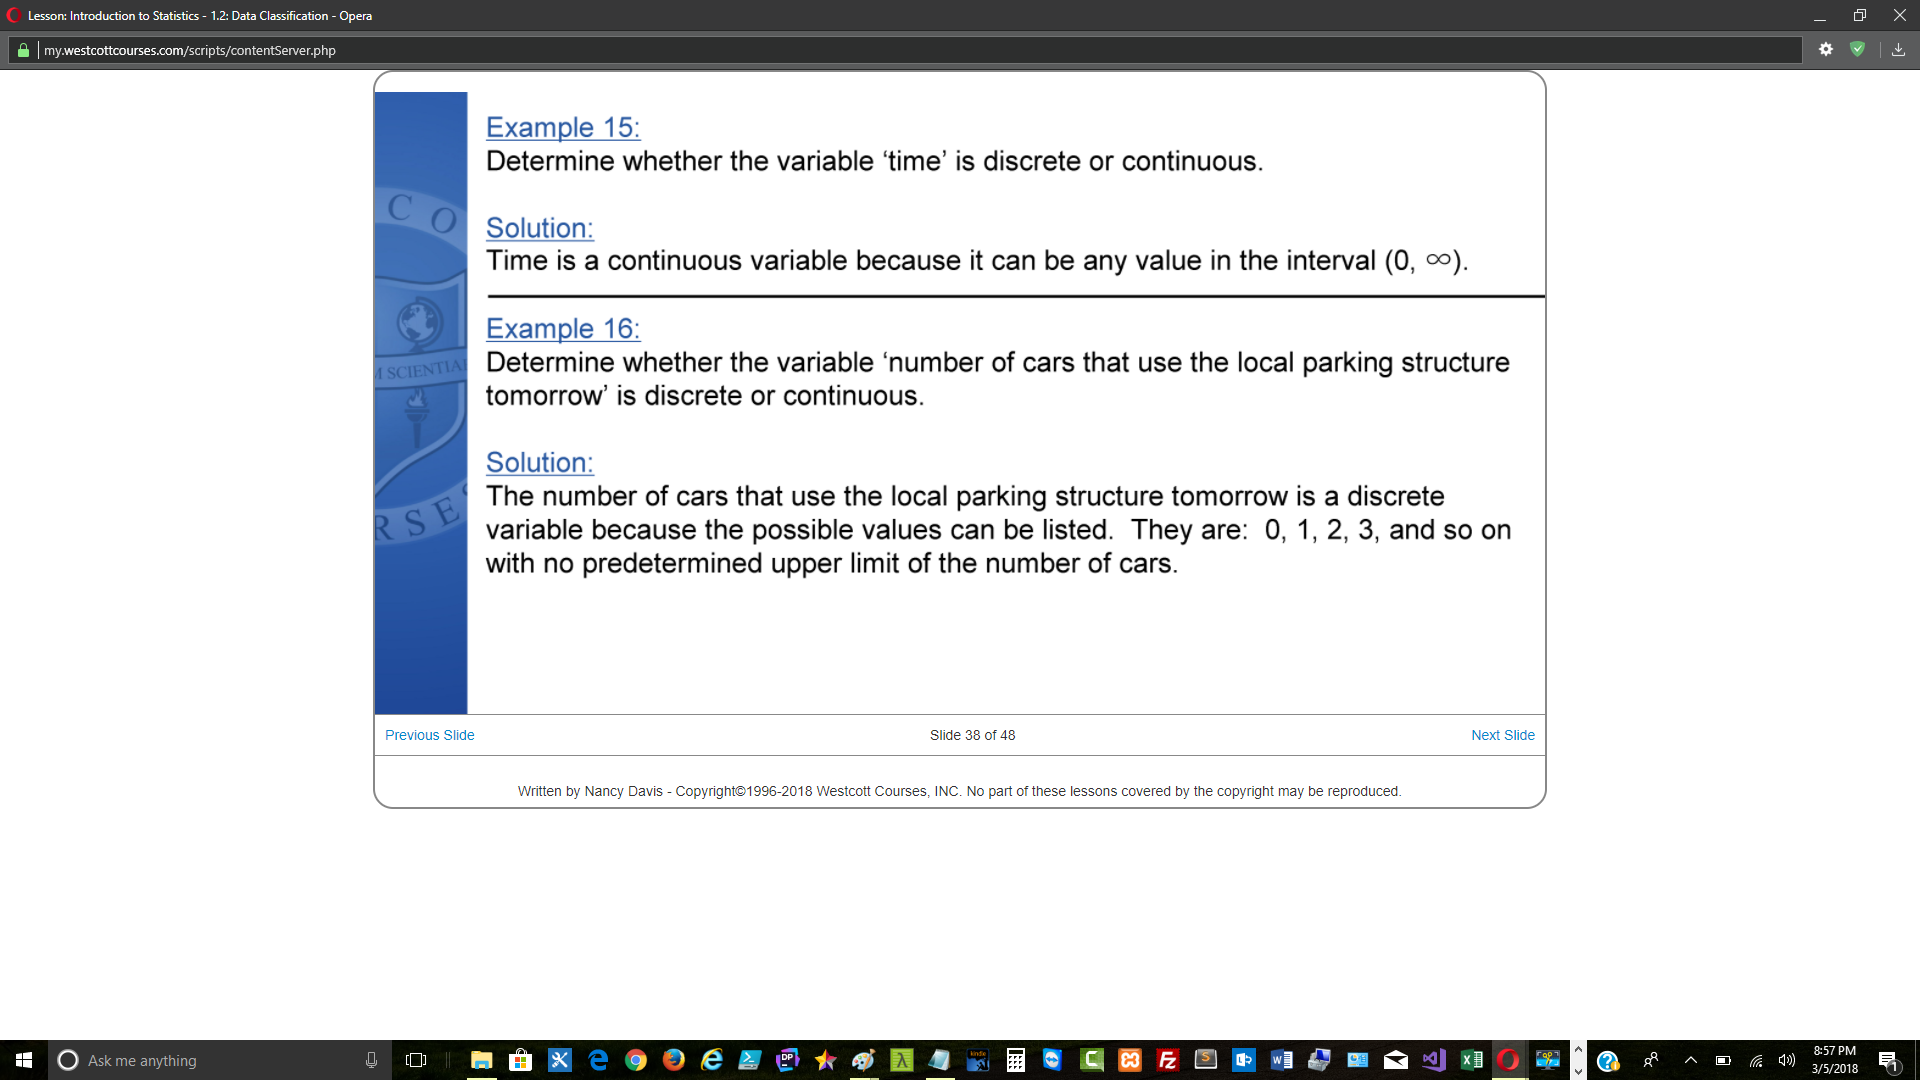 Lesson: Introduction to Statistics - 1.2: Data Classification - Opera
my.westcottcourses.com/scripts/contentServer.php
Example 15:
Determine whether the variable ‘time’ is discrete or continuous.
Solution:
Time is a continuous variable because it can be any value in the interval (0, ∞).
Example 16:
Determine whether the variable ‘number of cars that use the local parking structure
tomorrow’ is discrete or continuous.
Solution:
The number of cars that use the local parking structure tomorrow is a discrete
variable because the possible values can be listed.  They are:  0, 1, 2, 3, and so on
with no predetermined upper limit of the number of cars.
C O
M SCIENTIA
RSES
Previous Slide
Slide 38 of 48
Next Slide
Written by Nancy Davis - Copyright©1996-2018 Westcott Courses, INC. No part of these lessons covered by the copyright may be reproduced.
Ask me anything
DP
kindle
8:57 PM
3/5/2018
1